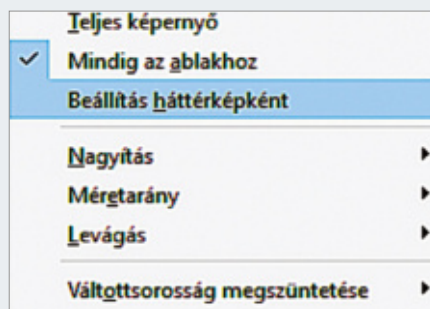 Teljes képernyő
Mindig az ablakhoz
Beállítás háttérképként
Nagyítás
Méretarány
Levágás
Váltottsorosság megszüntetése